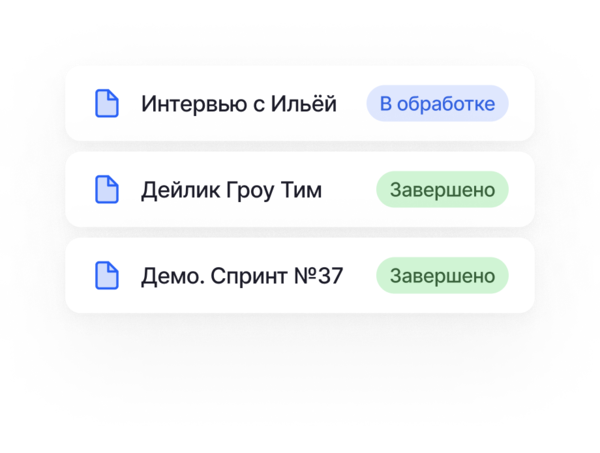 Интервью с Ильёй В обработке
Дейлик Гроу Тим Завершено
Демо. Спринт №37 Завершено